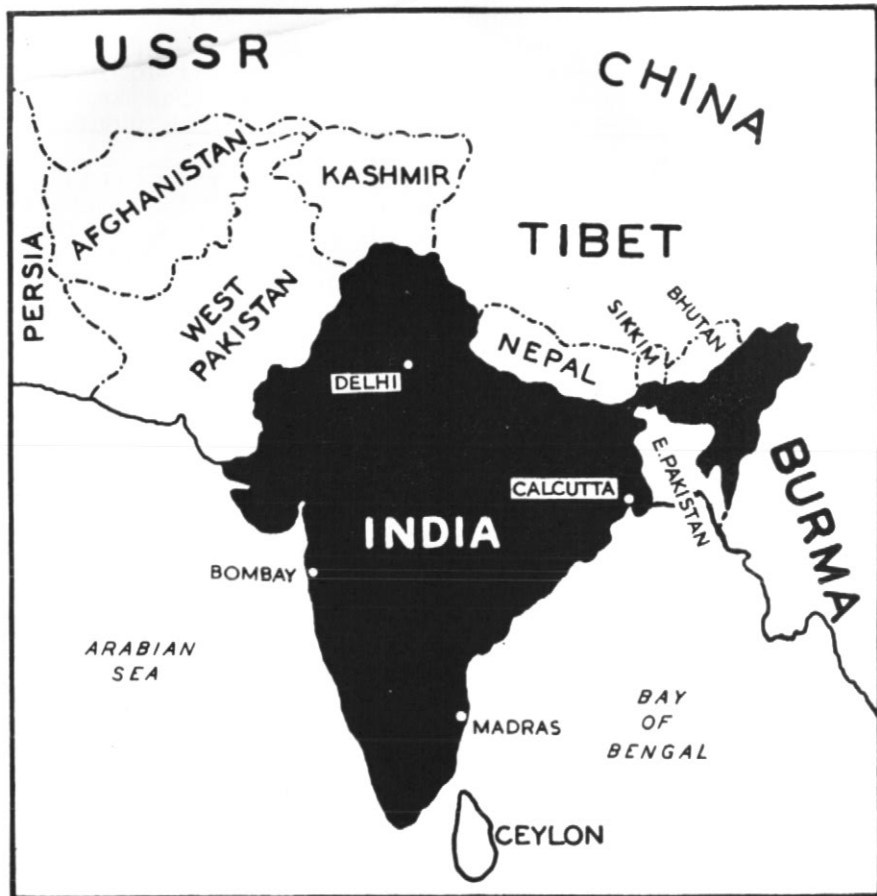 USSR
CHINA
AFGHANISTAN
KASHMIR
TIBET
PERSIA
WEST
PAKISTAN
SIKKIM
BHUTAN
NEPAL
DELHI
E.PAKISTAN
BURMA
CALCUTTA
INDIA
BOMBAY
ARABIAN
SEA
BAY
OF
BENGAL
MADRAS
CEYLON